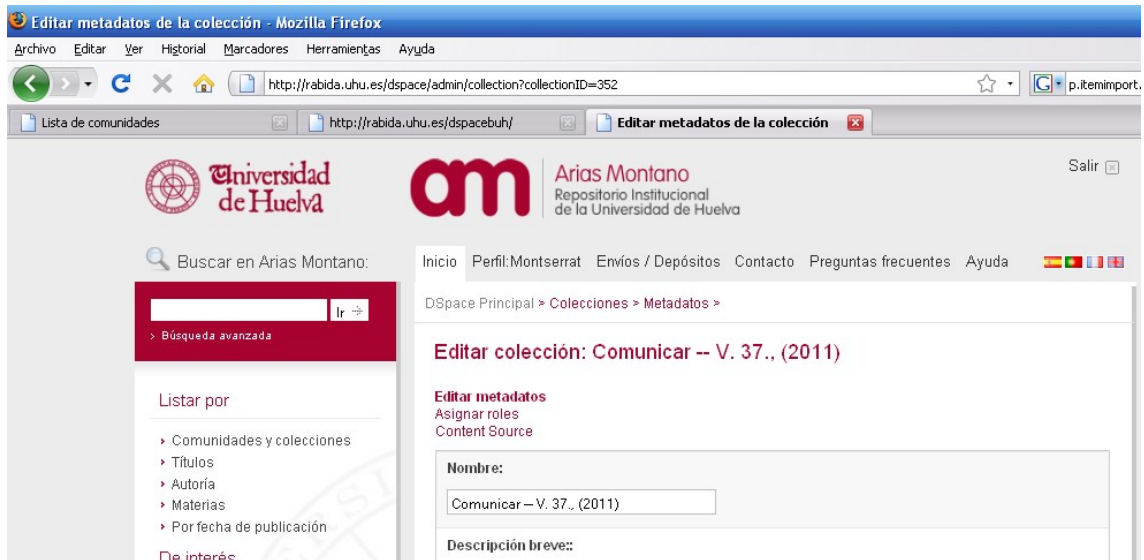 Editar metadatos de la colección - Mozilla Firefox
Archivo Editar Ver Historial Marcadores Herramientas Ayuda
http://rabida.uhu.es/dspace/admin/collection?collectionID=352
G p.itemimport.
Lista de comunidades
http://rabida.uhu.es/dspacebuh/
Editar metadatos de la colección
Universidad
de Huelva
am
Arias Montano
Repositorio Institucional
de la Universidad de Huelva
Salir
Buscar en Arias Montano:
Inicio Perfil:Montserrat Envíos / Depósitos Contacto Preguntas frecuentes Ayuda
Ir
> Búsqueda avanzada
DSpace Principal > Colecciones > Metadatos >
Editar colección: Comunicar -- V. 37., (2011)
Editar metadatos
Asignar roles
Content Source
Listar por
Comunidades y colecciones
Títulos
Autoría
Materias
Por fecha de publicación
De interés
Nombre:
Comunicar -- V. 37., (2011)
Descripción breve::